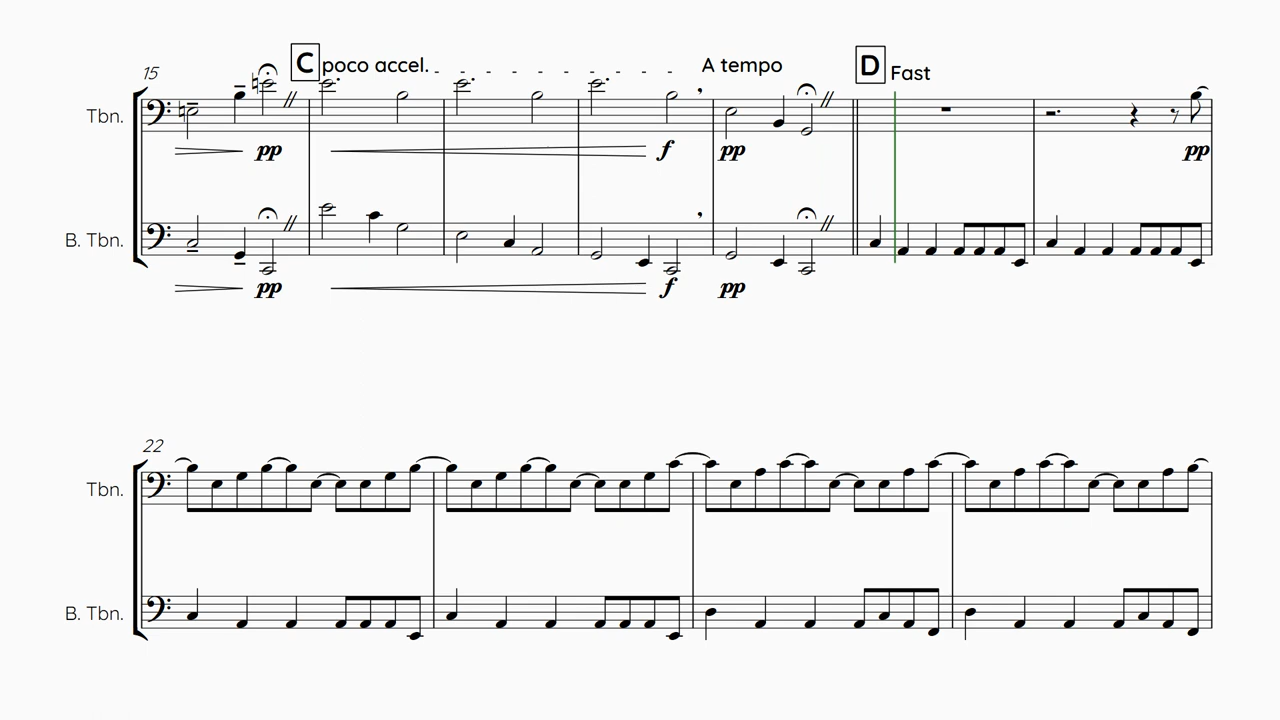 15
C poco accel. A tempo
D Fast
Tbn.
pp f pp pp
B. Tbn.
pp f pp
22
Tbn.
B. Tbn.